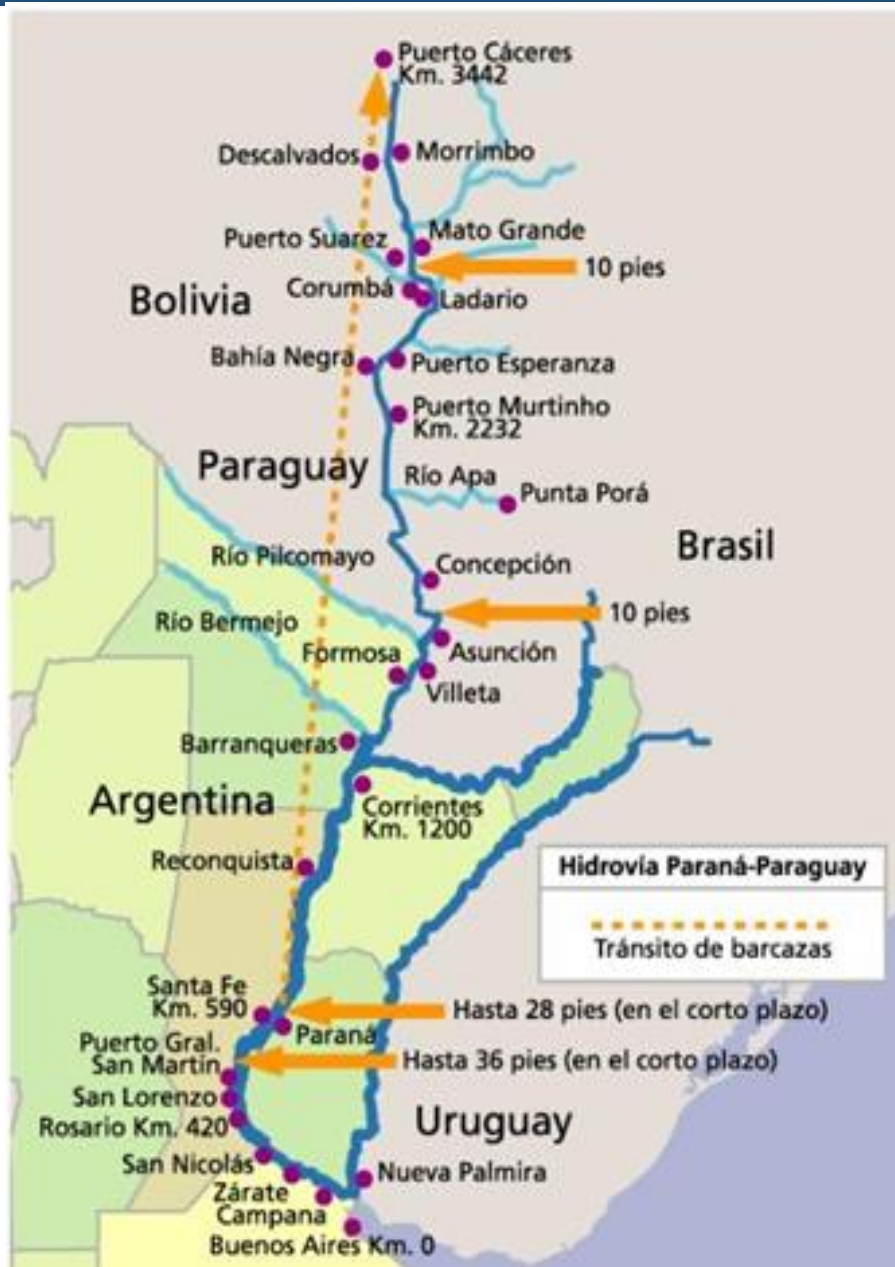 Puerto Cáceres
Km. 3442
Descalvados
Morrimbo
Puerto Suarez
Mato Grande
10 pies
Corumbá
Ladario
Bolivia
Bahía Negra
Puerto Esperanza
Puerto Murtinho
Km. 2232
Paraguay
Río Apa
Punta Porá
Brasil
Río Pilcomayo
Concepción
Río Bermejo
10 pies
Formosa
Asunción
Villeta
Barranqueras
Argentina
Corrientes
Km. 1200
Reconquista
Hidrovía Paraná-Paraguay
Tránsito de barcazas
Santa Fe
Km. 590
Hasta 28 pies (en el corto plazo)
Paraná
Puerto Gral.
San Martin
Hasta 36 pies (en el corto plazo)
San Lorenzo
Rosario Km. 420
Uruguay
San Nicolás
Nueva Palmira
Zárate
Campana
Buenos Aires Km. 0